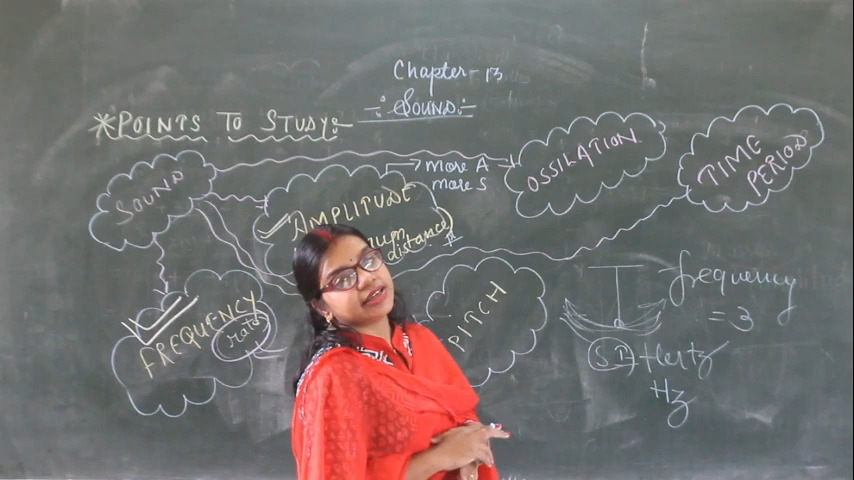 Chapter - 13
-: SOUND:-
*POINTS TO STUDY:-
SOUND
→ more A
more S
AMPLITUDE
distance)
OSSILATION
TIME
PERIOD
FREQUENCY
rate
PITCH
frequency
= 3
SI Hertz
Hz